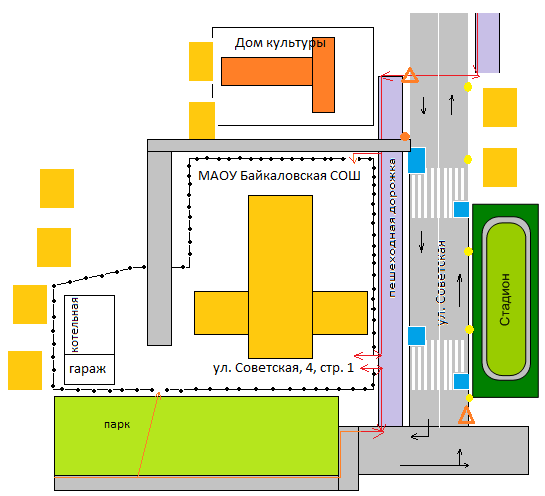 Дом культуры
МАОУ Байкаловская СОШ
пешеходная дорожка
ул. Советская
Стадион
котельная
гараж
ул. Советская, 4, стр. 1
парк